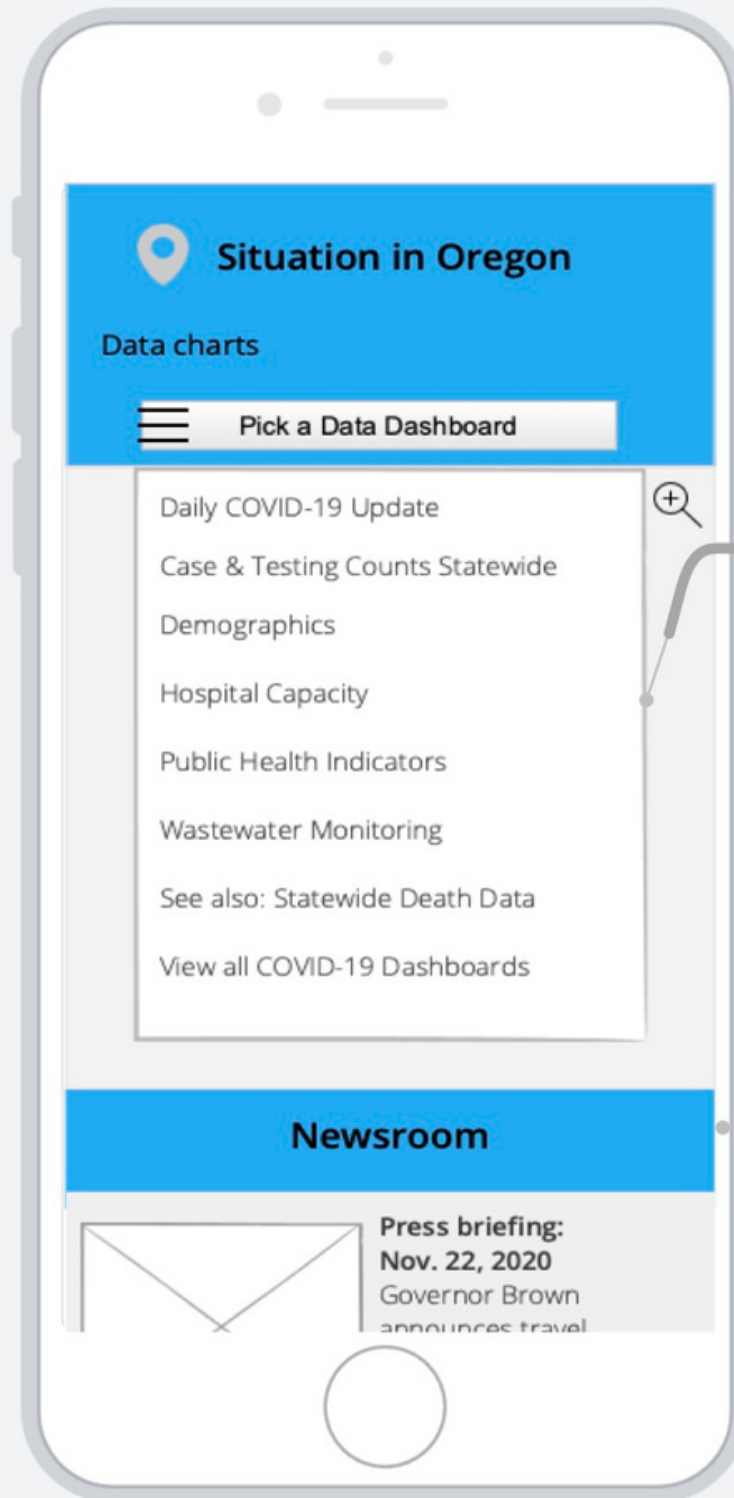 Situation in Oregon
Data charts
Pick a Data Dashboard
Daily COVID-19 Update
Case & Testing Counts Statewide
Demographics
Hospital Capacity
Public Health Indicators
Wastewater Monitoring
See also: Statewide Death Data
View all COVID-19 Dashboards
Newsroom
Press briefing:
Nov. 22, 2020
Governor Brown
announces travel